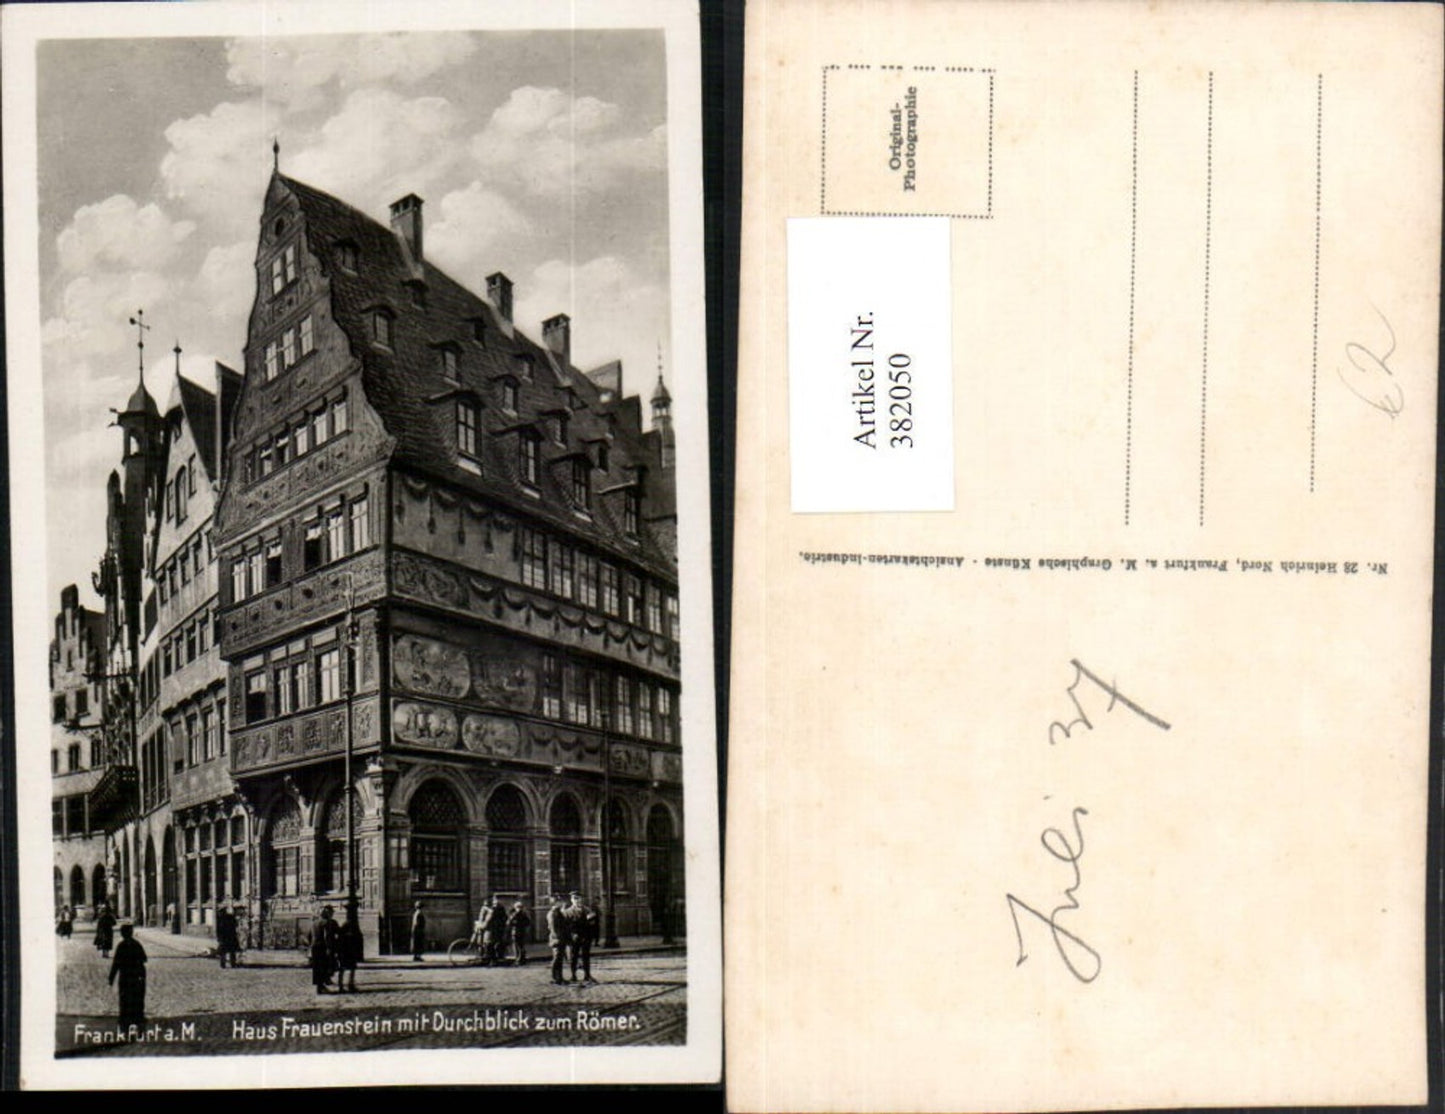 Frankfurt a. M. Haus Frauenstein mit Durchblick zum Römer.
Original-
Photographie
Artikel Nr.
382050
Nr. 28 Heinrich Nord, Frankfurt a. M. Graphische Künste - Ansichtskarten-Industrie.
Juli 37